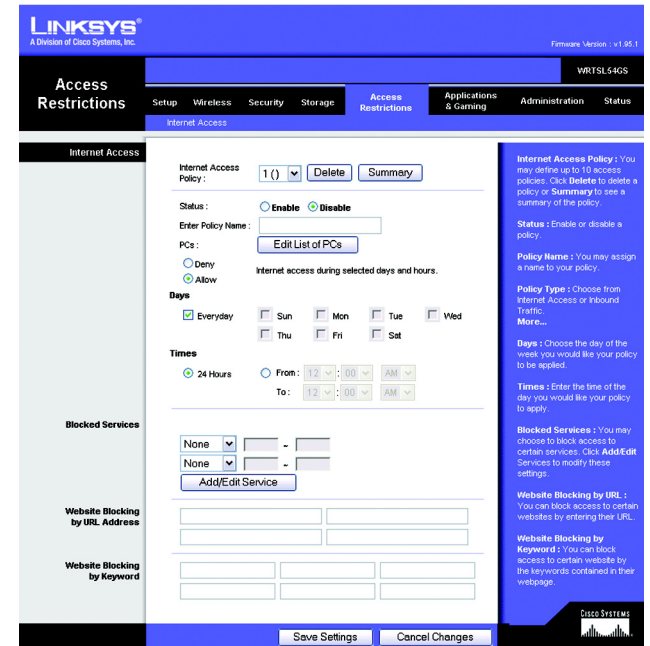 LINKSYS®
A Division of Cisco Systems, Inc.
Firmware Version : v1.95.1
WRTSL54GS
Access
Restrictions
Setup Wireless Security Storage Access Restrictions Applications & Gaming Administration Status
Internet Access
Internet Access
Internet Access
Policy :
1 () Delete Summary
Status : Enable Disable
Enter Policy Name :
PCs : Edit List of PCs
Deny
Allow
Internet access during selected days and hours.
Days
Everyday Sun Mon Tue Wed
Thu Fri Sat
Times
24 Hours From : 12 : 00 AM
To : 12 : 00 AM
Blocked Services
None ~
None ~
Add/Edit Service
Website Blocking
by URL Address
Website Blocking
by Keyword
Save Settings Cancel Changes
Internet Access Policy : You
may define up to 10 access
policies. Click Delete to delete a
policy or Summary to see a
summary of the policy.
Status : Enable or disable a
policy.
Policy Name : You may assign
a name to your policy.
Policy Type : Choose from
Internet Access or Inbound
Traffic.
More...
Days : Choose the day of the
week you would like your policy
to be applied.
Times : Enter the time of the
day you would like your policy
to apply.
Blocked Services : You may
choose to block access to
certain services. Click Add/Edit
Services to modify these
settings.
Website Blocking by URL :
You can block access to certain
websites by entering their URL.
Website Blocking by
Keyword : You can block
access to certain website by
the keywords contained in their
webpage.
CISCO SYSTEMS